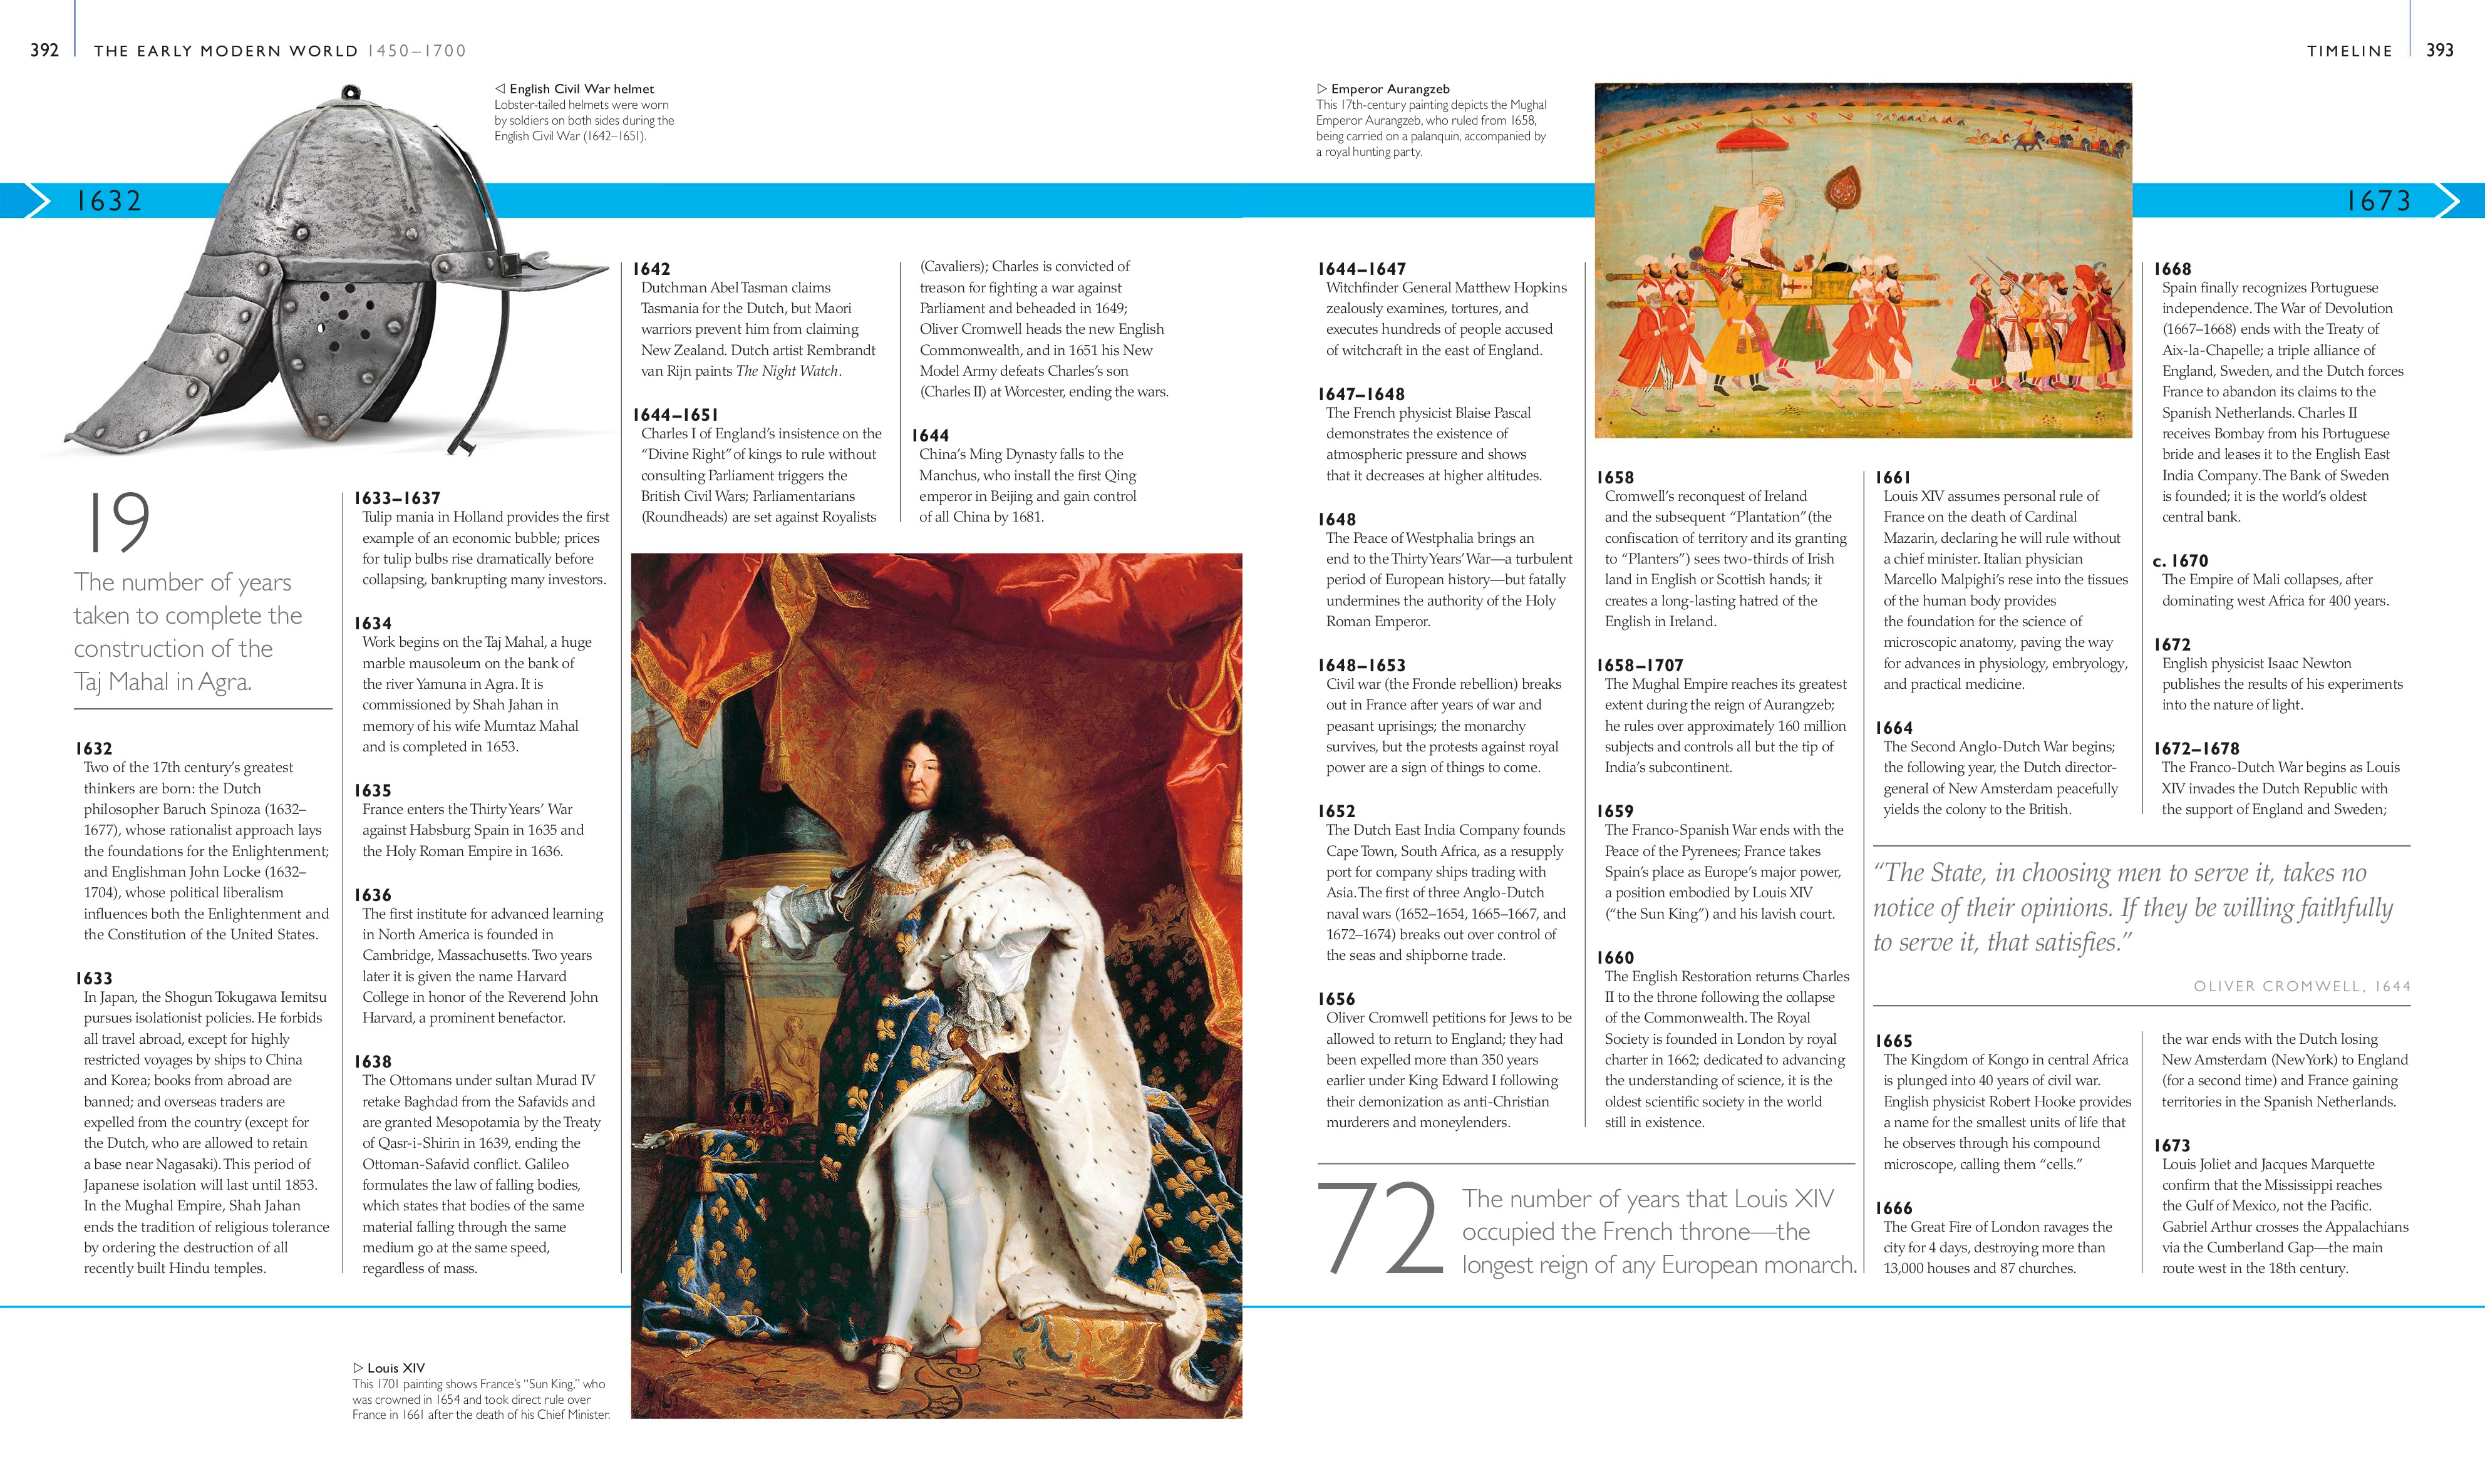 392
THE EARLY MODERN WORLD 1450–1700
◁ English Civil War helmet
Lobster-tailed helmets were worn
by soldiers on both sides during the
English Civil War (1642–1651).
1632
19
The number of years
taken to complete the
construction of the
Taj Mahal in Agra.
1632
Two of the 17th century’s greatest
thinkers are born: the Dutch
philosopher Baruch Spinoza (1632–
1677), whose rationalist approach lays
the foundations for the Enlightenment;
and Englishman John Locke (1632–
1704), whose political liberalism
influences both the Enlightenment and
the Constitution of the United States.
1633
In Japan, the Shogun Tokugawa Iemitsu
pursues isolationist policies. He forbids
all travel abroad, except for highly
restricted voyages by ships to China
and Korea; books from abroad are
banned; and overseas traders are
expelled from the country (except for
the Dutch, who are allowed to retain
a base near Nagasaki). This period of
Japanese isolation will last until 1853.
In the Mughal Empire, Shah Jahan
ends the tradition of religious tolerance
by ordering the destruction of all
recently built Hindu temples.
1633–1637
Tulip mania in Holland provides the first
example of an economic bubble; prices
for tulip bulbs rise dramatically before
collapsing, bankrupting many investors.
1634
Work begins on the Taj Mahal, a huge
marble mausoleum on the bank of
the river Yamuna in Agra. It is
commissioned by Shah Jahan in
memory of his wife Mumtaz Mahal
and is completed in 1653.
1635
France enters the Thirty Years’ War
against Habsburg Spain in 1635 and
the Holy Roman Empire in 1636.
1636
The first institute for advanced learning
in North America is founded in
Cambridge, Massachusetts. Two years
later it is given the name Harvard
College in honor of the Reverend John
Harvard, a prominent benefactor.
1638
The Ottomans under sultan Murad IV
retake Baghdad from the Safavids and
are granted Mesopotamia by the Treaty
of Qasr-i-Shirin in 1639, ending the
Ottoman-Safavid conflict. Galileo
formulates the law of falling bodies,
which states that bodies of the same
material falling through the same
medium go at the same speed,
regardless of mass.
1642
Dutchman Abel Tasman claims
Tasmania for the Dutch, but Maori
warriors prevent him from claiming
New Zealand. Dutch artist Rembrandt
van Rijn paints The Night Watch.
1644–1651
Charles I of England’s insistence on the
“Divine Right” of kings to rule without
consulting Parliament triggers the
British Civil Wars; Parliamentarians
(Roundheads) are set against Royalists
(Cavaliers); Charles is convicted of
treason for fighting a war against
Parliament and beheaded in 1649;
Oliver Cromwell heads the new English
Commonwealth, and in 1651 his New
Model Army defeats Charles’s son
(Charles II) at Worcester, ending the wars.
1644
China’s Ming Dynasty falls to the
Manchus, who install the first Qing
emperor in Beijing and gain control
of all China by 1681.
▷ Louis XIV
This 1701 painting shows France’s “Sun King,” who
was crowned in 1654 and took direct rule over
France in 1661 after the death of his Chief Minister.
TIMELINE
393
▷ Emperor Aurangzeb
This 17th-century painting depicts the Mughal
Emperor Aurangzeb, who ruled from 1658,
being carried on a palanquin, accompanied by
a royal hunting party.
1673
1644–1647
Witchfinder General Matthew Hopkins
zealously examines, tortures, and
executes hundreds of people accused
of witchcraft in the east of England.
1647–1648
The French physicist Blaise Pascal
demonstrates the existence of
atmospheric pressure and shows
that it decreases at higher altitudes.
1648
The Peace of Westphalia brings an
end to the Thirty Years’ War—a turbulent
period of European history—but fatally
undermines the authority of the Holy
Roman Emperor.
1648–1653
Civil war (the Fronde rebellion) breaks
out in France after years of war and
peasant uprisings; the monarchy
survives, but the protests against royal
power are a sign of things to come.
1652
The Dutch East India Company founds
Cape Town, South Africa, as a resupply
port for company ships trading with
Asia. The first of three Anglo-Dutch
naval wars (1652–1654, 1665–1667, and
1672–1674) breaks out over control of
the seas and shipborne trade.
1656
Oliver Cromwell petitions for Jews to be
allowed to return to England; they had
been expelled more than 350 years
earlier under King Edward I following
their demonization as anti-Christian
murderers and moneylenders.
1658
Cromwell’s reconquest of Ireland
and the subsequent “Plantation” (the
confiscation of territory and its granting
to “Planters”) sees two-thirds of Irish
land in English or Scottish hands; it
creates a long-lasting hatred of the
English in Ireland.
1658–1707
The Mughal Empire reaches its greatest
extent during the reign of Aurangzeb;
he rules over approximately 160 million
subjects and controls all but the tip of
India’s subcontinent.
1659
The Franco-Spanish War ends with the
Peace of the Pyrenees; France takes
Spain’s place as Europe’s major power,
a position embodied by Louis XIV
(“the Sun King”) and his lavish court.
1660
The English Restoration returns Charles
II to the throne following the collapse
of the Commonwealth. The Royal
Society is founded in London by royal
charter in 1662; dedicated to advancing
the understanding of science, it is the
oldest scientific society in the world
still in existence.
72
The number of years that Louis XIV
occupied the French throne—the
longest reign of any European monarch.
1661
Louis XIV assumes personal rule of
France on the death of Cardinal
Mazarin, declaring he will rule without
a chief minister. Italian physician
Marcello Malpighi’s rese into the tissues
of the human body provides
the foundation for the science of
microscopic anatomy, paving the way
for advances in physiology, embryology,
and practical medicine.
1664
The Second Anglo-Dutch War begins;
the following year, the Dutch director-
general of New Amsterdam peacefully
yields the colony to the British.
“The State, in choosing men to serve it, takes no
notice of their opinions. If they be willing faithfully
to serve it, that satisfies.”
OLIVER CROMWELL, 1644
1665
The Kingdom of Kongo in central Africa
is plunged into 40 years of civil war.
English physicist Robert Hooke provides
a name for the smallest units of life that
he observes through his compound
microscope, calling them “cells.”
1666
The Great Fire of London ravages the
city for 4 days, destroying more than
13,000 houses and 87 churches.
1668
Spain finally recognizes Portuguese
independence. The War of Devolution
(1667–1668) ends with the Treaty of
Aix-la-Chapelle; a triple alliance of
England, Sweden, and the Dutch forces
France to abandon its claims to the
Spanish Netherlands. Charles II
receives Bombay from his Portuguese
bride and leases it to the English East
India Company. The Bank of Sweden
is founded; it is the world’s oldest
central bank.
c. 1670
The Empire of Mali collapses, after
dominating west Africa for 400 years.
1672
English physicist Isaac Newton
publishes the results of his experiments
into the nature of light.
1672–1678
The Franco-Dutch War begins as Louis
XIV invades the Dutch Republic with
the support of England and Sweden;
the war ends with the Dutch losing
New Amsterdam (New York) to England
(for a second time) and France gaining
territories in the Spanish Netherlands.
1673
Louis Joliet and Jacques Marquette
confirm that the Mississippi reaches
the Gulf of Mexico, not the Pacific.
Gabriel Arthur crosses the Appalachians
via the Cumberland Gap—the main
route west in the 18th century.